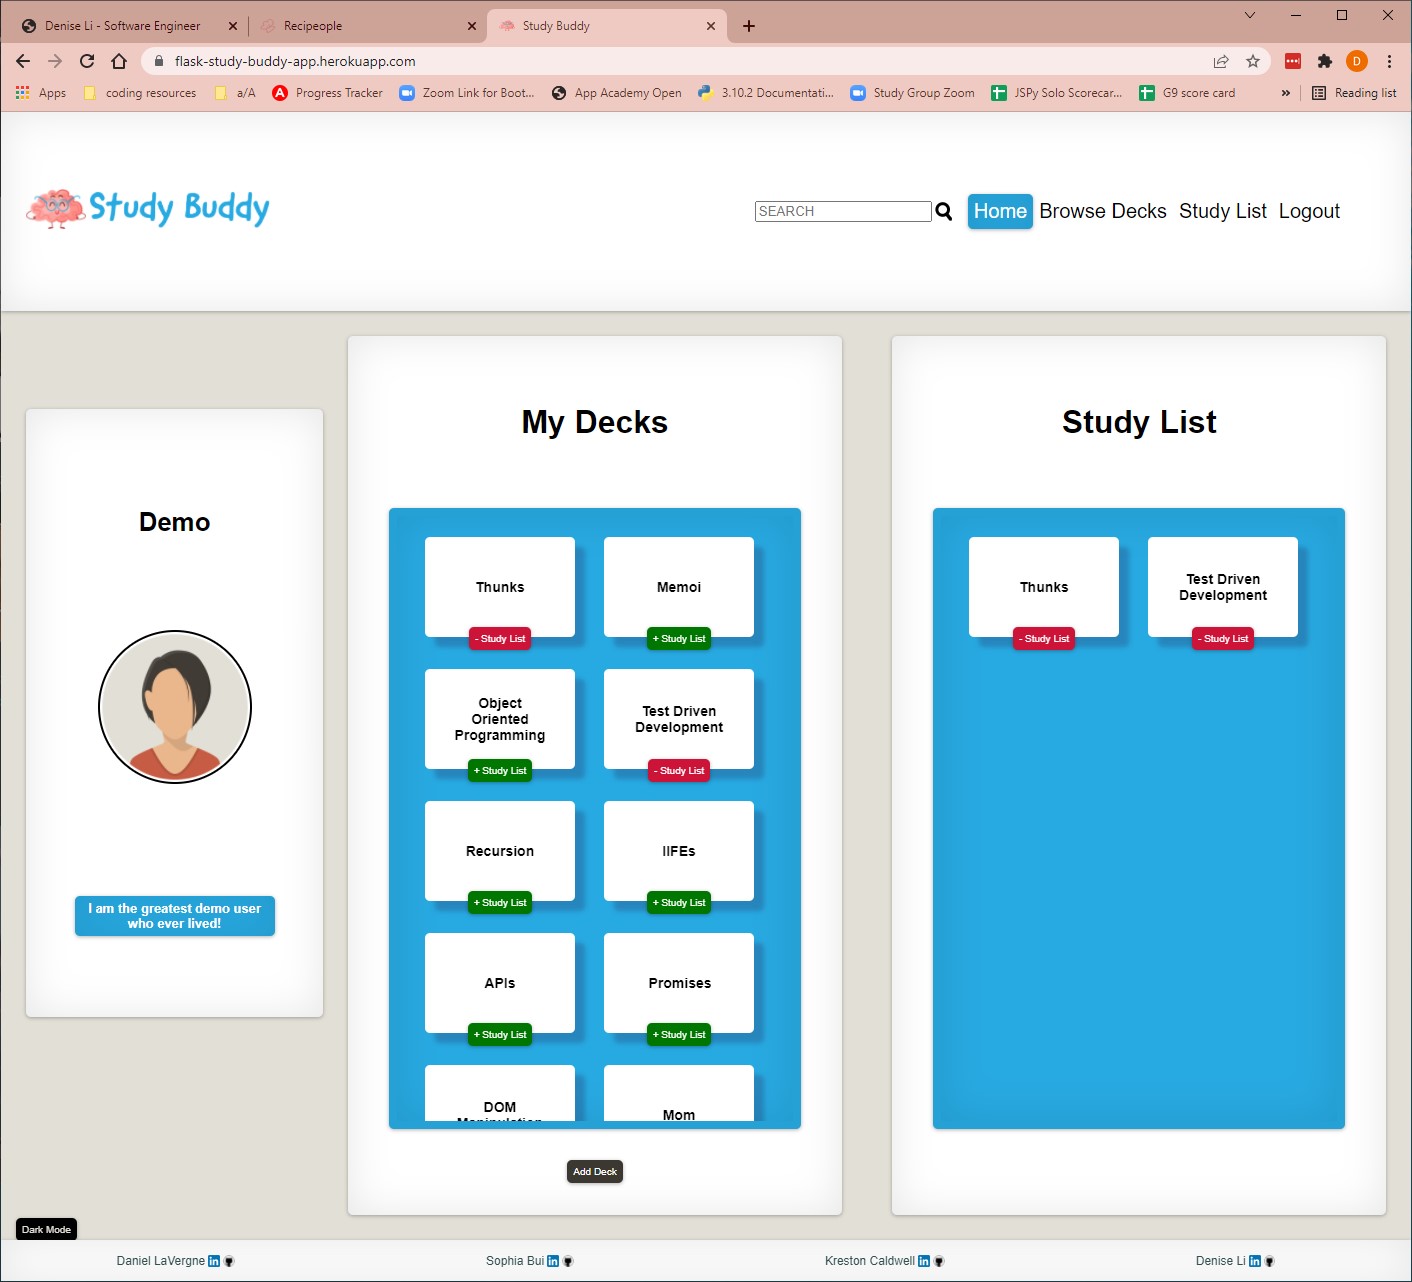 Denise Li - Software Engineer
Recipeople
Study Buddy
flask-study-buddy-app.herokuapp.com
D
Apps
coding resources
a/A
Progress Tracker
Zoom Link for Boot...
App Academy Open
3.10.2 Documentati...
Study Group Zoom
JSPy Solo Scorecar...
G9 score card
»
Reading list
Study Buddy
SEARCH
Home
Browse Decks
Study List
Logout
Demo
I am the greatest demo user
who ever lived!
My Decks
Thunks
- Study List
Memoi
+ Study List
Object
Oriented
Programming
+ Study List
Test Driven
Development
- Study List
Recursion
+ Study List
IIFEs
+ Study List
APIs
+ Study List
Promises
+ Study List
DOM
Manipulation
Mom
Add Deck
Study List
Thunks
- Study List
Test Driven
Development
- Study List
Dark Mode
Daniel LaVergne
Sophia Bui
Kreston Caldwell
Denise Li